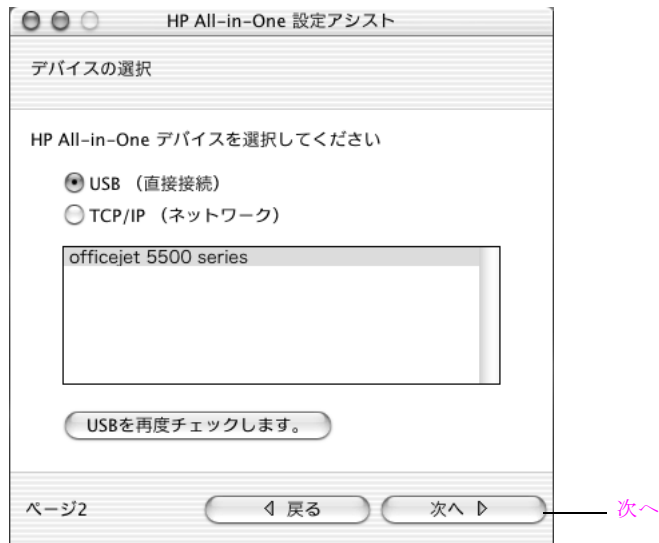 HP All-in-One 設定アシスト
デバイスの選択
HP All-in-One デバイスを選択してください
USB （直接接続）
TCP/IP （ネットワーク）
officejet 5500 series
USBを再度チェックします。
ページ2
戻る
次へ
次へ